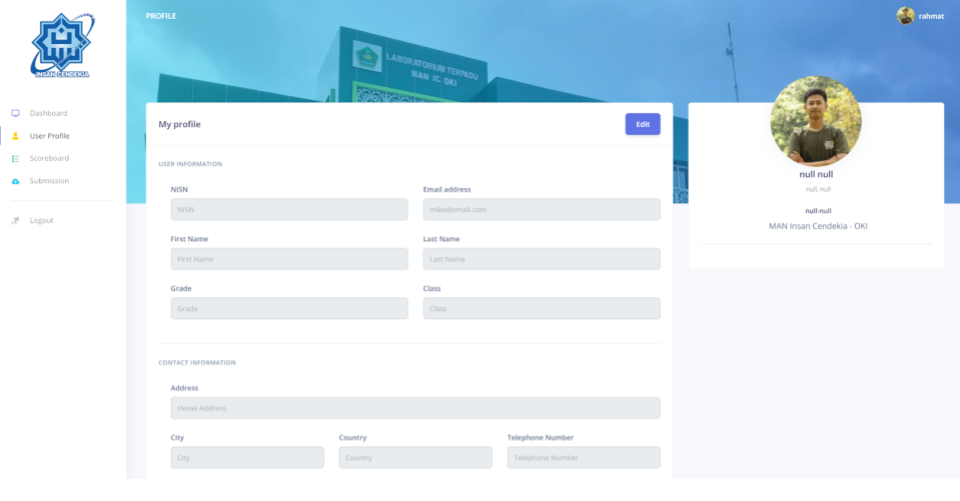 INSAN CENDEKIA
Dashboard
User Profile
Scoreboard
Submission
Logout
PROFILE
rahmat
LABORATORIUM TERPADU
MAN IC OKI
My profile
Edit
USER INFORMATION
NISN
Email address
NISN
mike@email.com
First Name
Last Name
First Name
Last Name
Grade
Class
Grade
Class
CONTACT INFORMATION
Address
Home Address
City
Country
Telephone Number
City
Country
Telephone Number
null null
null, null
null-null
MAN Insan Cendekia - OKI